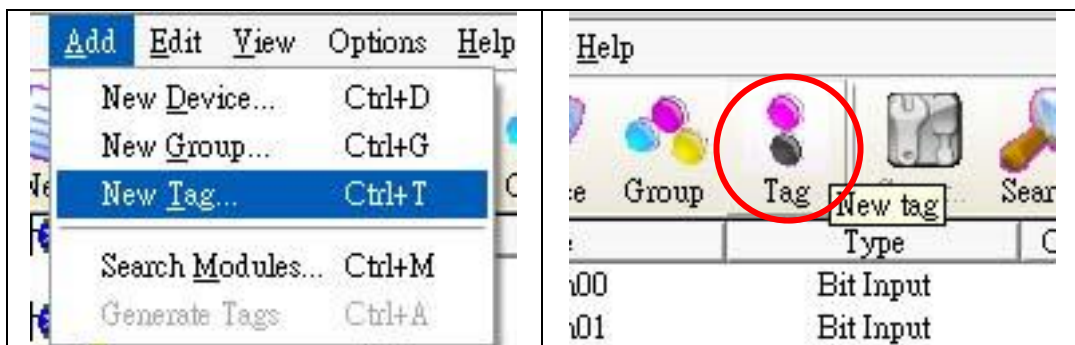 Add Edit View Options Help
New Device... Ctrl+D
New Group... Ctrl+G
New Tag... Ctrl+T
Search Modules... Ctrl+M
Generate Tags Ctrl+A
Help
Group Tag
New tag
Type
Bit Input
Bit Input